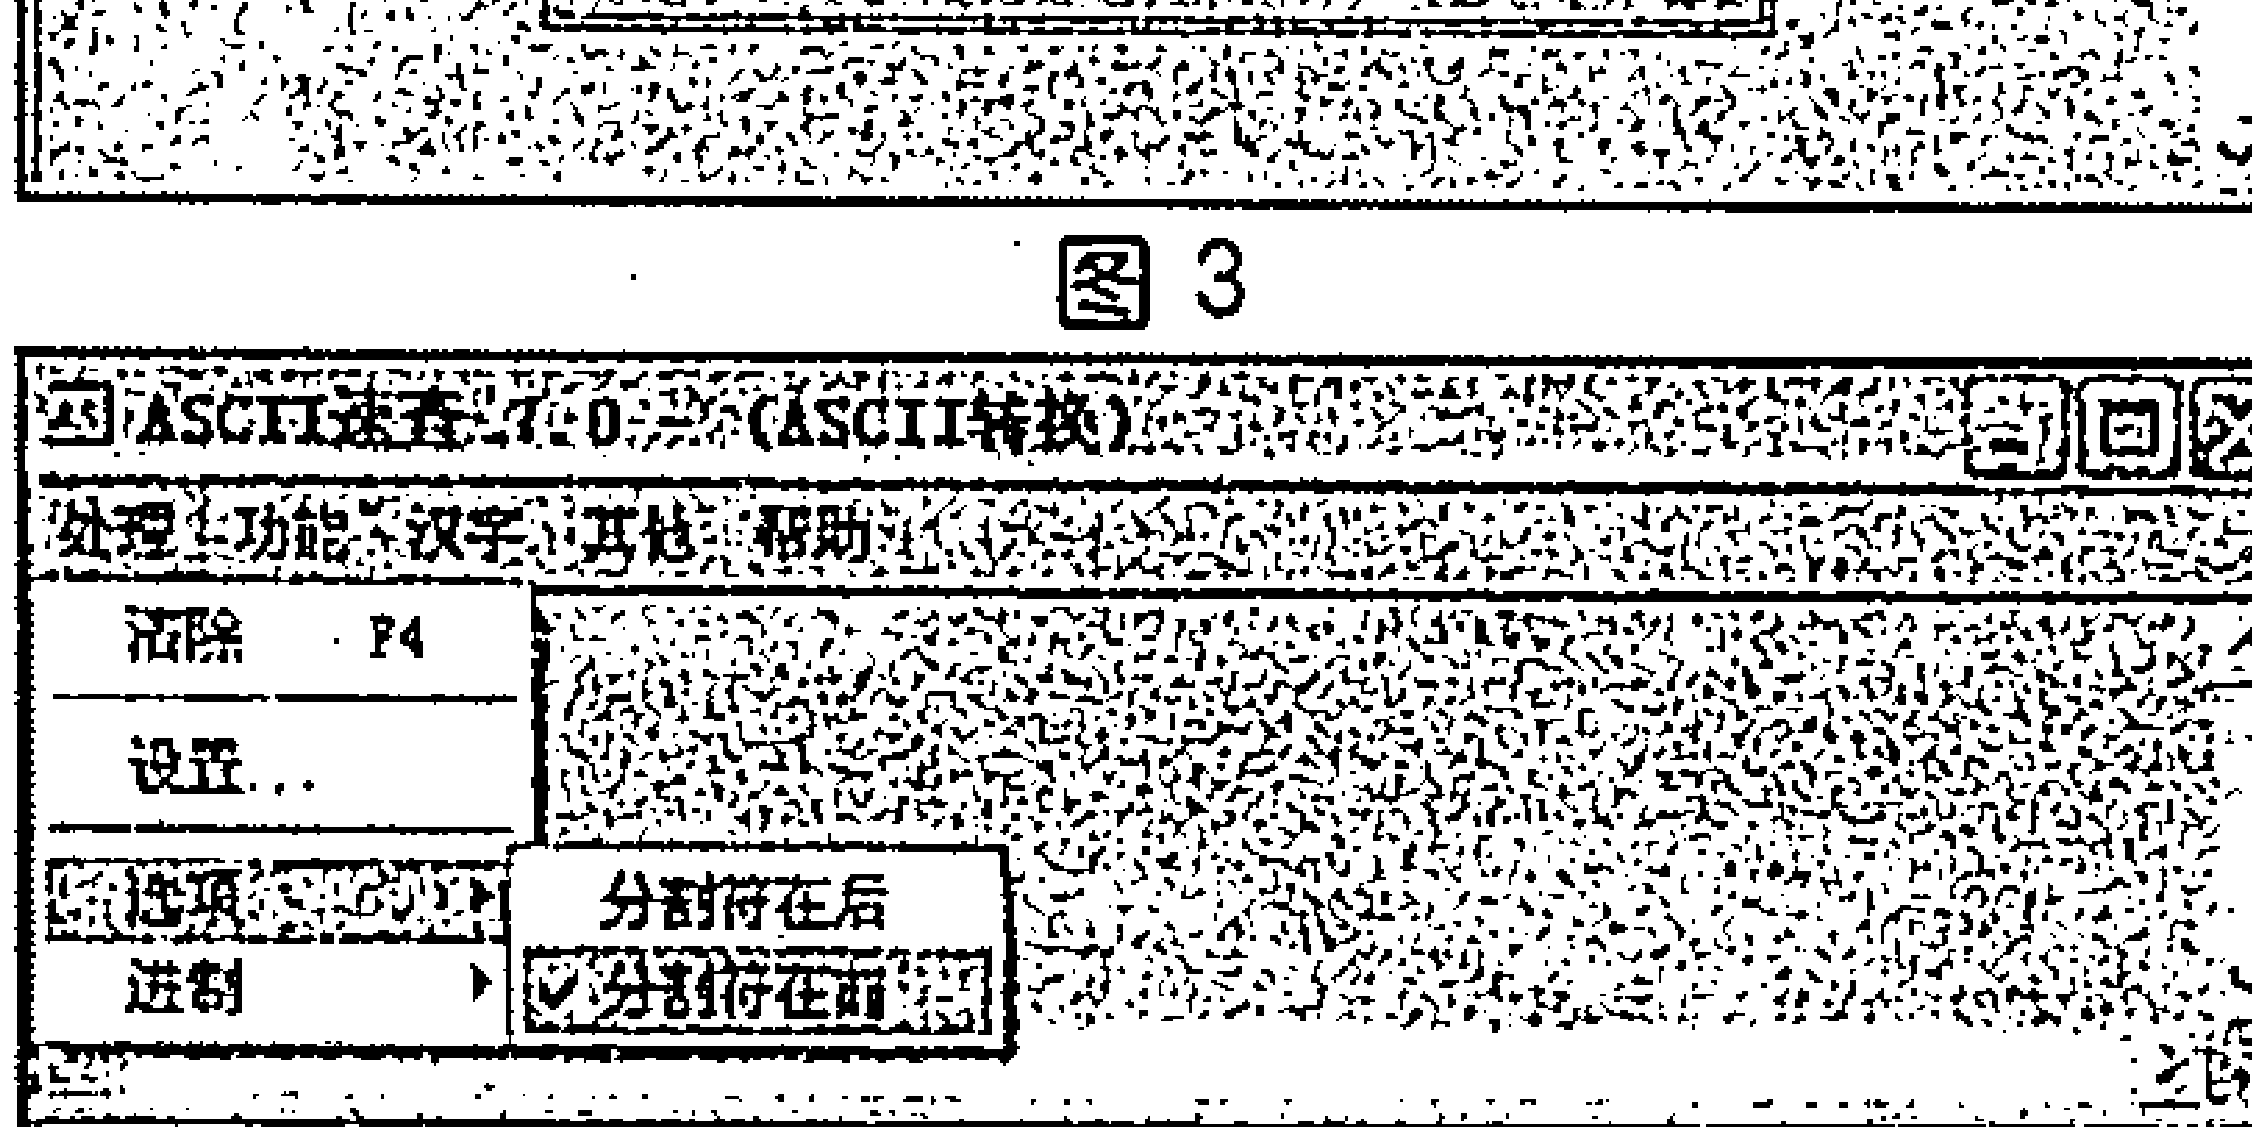 图 3
ASCII速查 7.0 - (ASCII转换)
处理 功能 汉字 其他 帮助
清除 F4
设置...
选项
分割符在后
进制
分割符在前